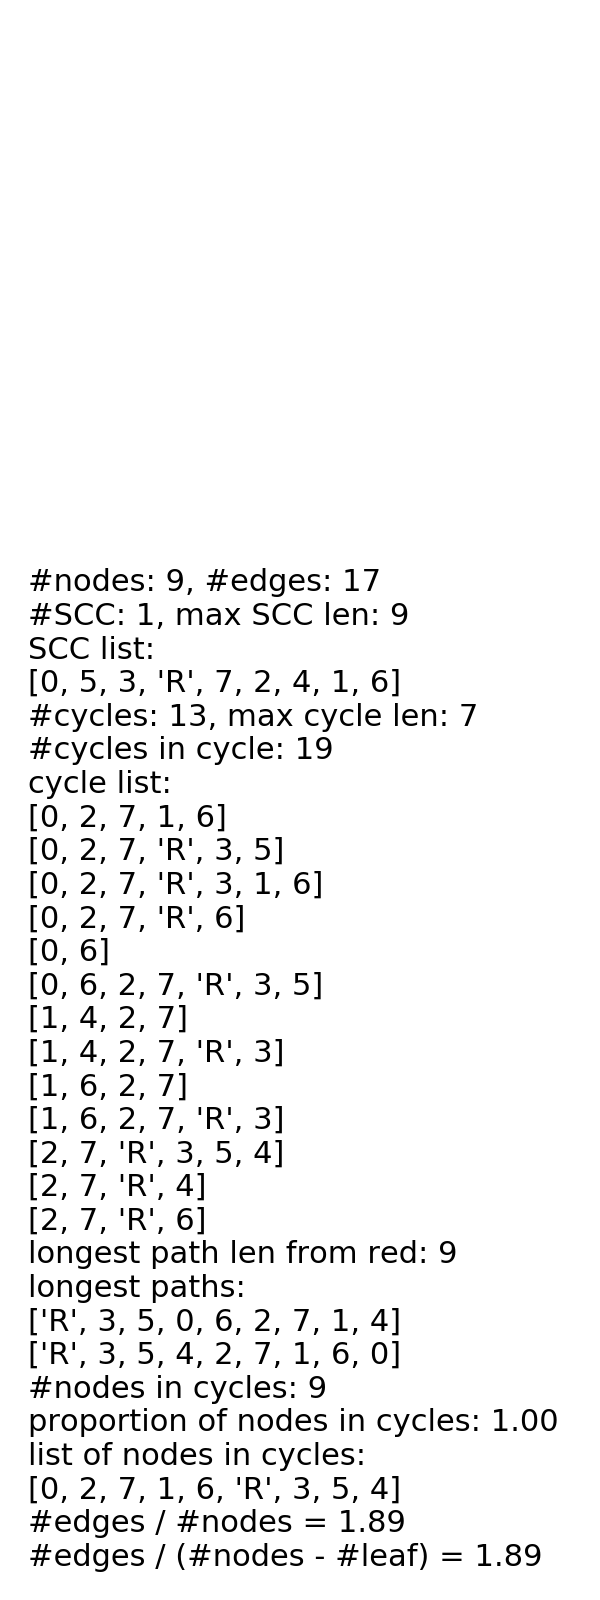 #nodes: 9, #edges: 17
#SCC: 1, max SCC len: 9
SCC list:
[0, 5, 3, 'R', 7, 2, 4, 1, 6]
#cycles: 13, max cycle len: 7
#cycles in cycle: 19
cycle list:
[0, 2, 7, 1, 6]
[0, 2, 7, 'R', 3, 5]
[0, 2, 7, 'R', 3, 1, 6]
[0, 2, 7, 'R', 6]
[0, 6]
[0, 6, 2, 7, 'R', 3, 5]
[1, 4, 2, 7]
[1, 4, 2, 7, 'R', 3]
[1, 6, 2, 7]
[1, 6, 2, 7, 'R', 3]
[2, 7, 'R', 3, 5, 4]
[2, 7, 'R', 4]
[2, 7, 'R', 6]
longest path len from red: 9
longest paths:
['R', 3, 5, 0, 6, 2, 7, 1, 4]
['R', 3, 5, 4, 2, 7, 1, 6, 0]
#nodes in cycles: 9
proportion of nodes in cycles: 1.00
list of nodes in cycles:
[0, 2, 7, 1, 6, 'R', 3, 5, 4]
#edges / #nodes = 1.89
#edges / (#nodes - #leaf) = 1.89